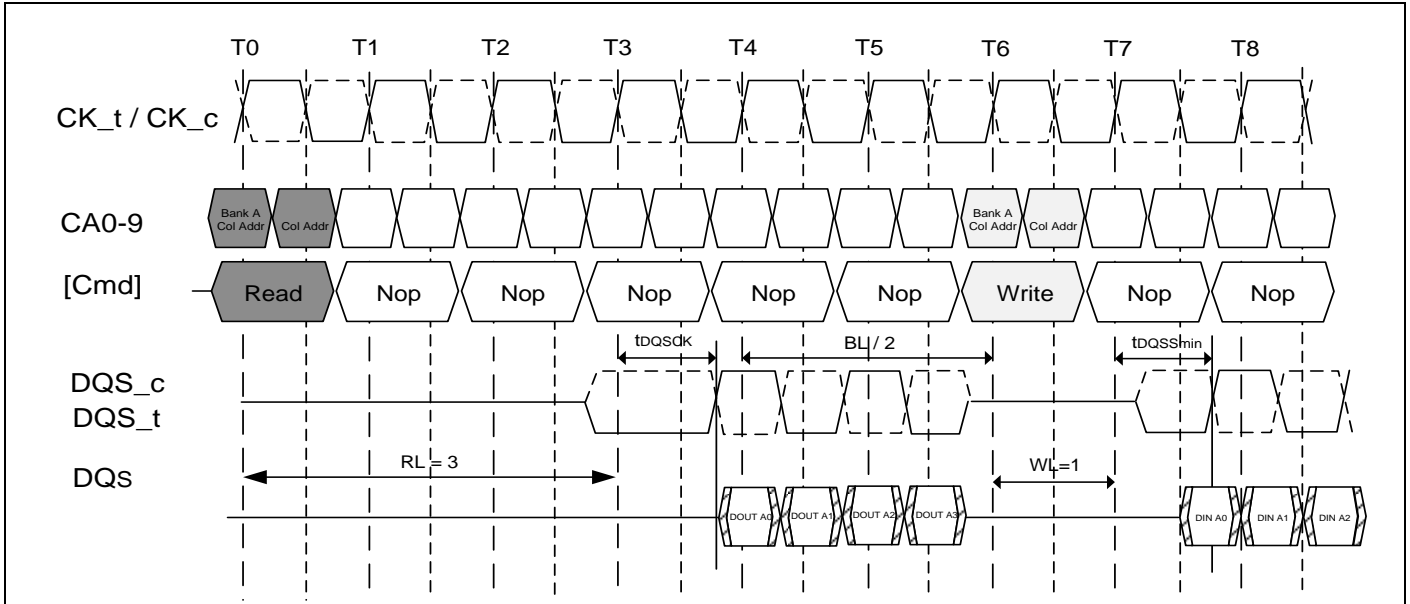 T0 T1 T2 T3 T4 T5 T6 T7 T8
CK_t / CK_c
CA0-9
Bank A
Col Addr
Col Addr
Bank A
Col Addr
Col Addr
[Cmd]
Read Nop Nop Nop Nop Nop Write Nop Nop
tDQSCK
BL / 2
tDQSSmin
DQS_c
DQS_t
DQs
RL = 3
WL=1
DOUT A0 DOUT A1 DOUT A2 DOUT A3 DIN A0 DIN A1 DIN A2